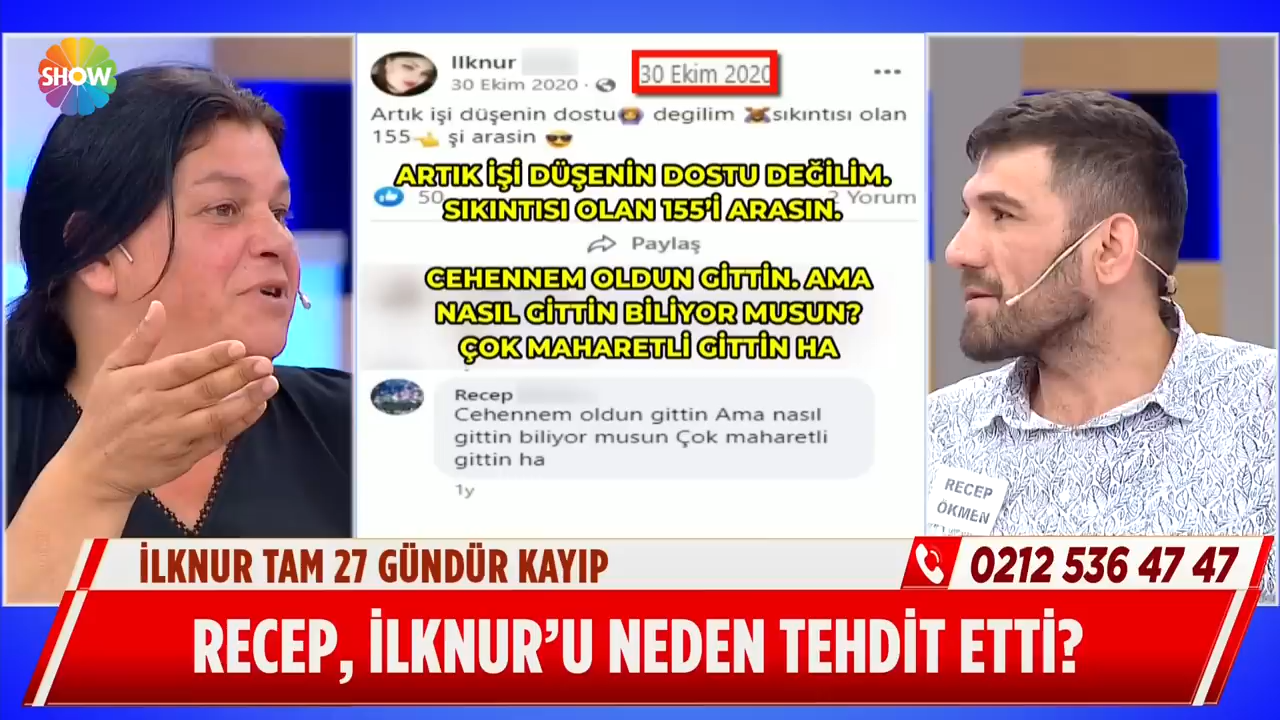 SHOW
Ilknur
30 Ekim 2020
30 Ekim 2020
Artık işi düşenin dostu degilim sıkıntısı olan
155 şi arasin
ARTIK İŞİ DÜŞENİN DOSTU DEĞİLİM.
SIKINTISI OLAN 155'İ ARASIN.
50
2 Yorum
Paylaş
CEHENNEM OLDUN GİTTİN. AMA
NASIL GİTTİN BİLİYOR MUSUN?
ÇOK MAHARETLİ GİTTİN HA
Recep
Cehennem oldun gittin Ama nasıl
gittin biliyor musun Çok maharetli
gittin ha
1y
RECEP
ÖKMEN
İLKNUR TAM 27 GÜNDÜR KAYIP
0212 536 47 47
RECEP, İLKNUR'U NEDEN TEHDİT ETTİ?